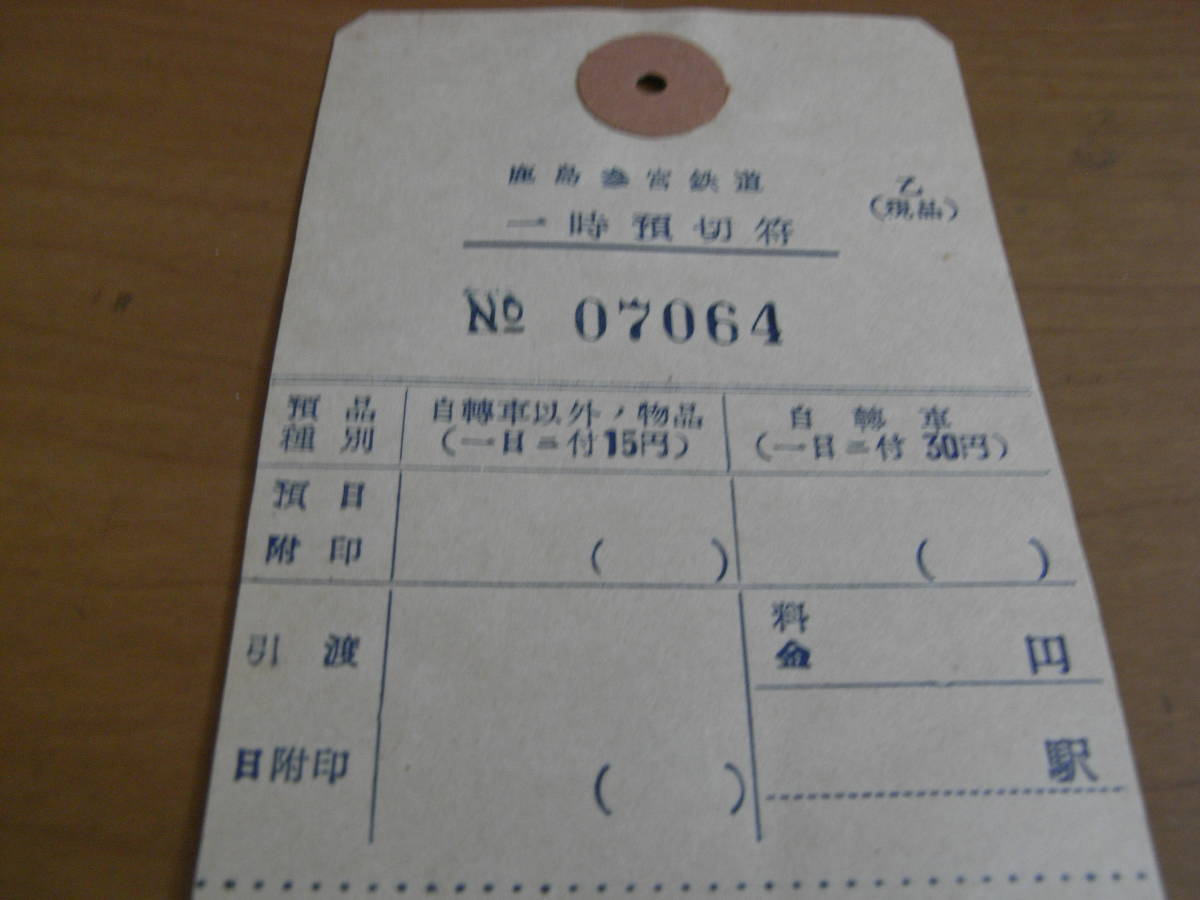 鹿島参宮鉄道
乙
(現品)
一時預切符
№ 07064
預品種別
自轉車以外ノ物品
(一日ニ付15円)
自轉車
(一日ニ付 30円)
預日附印
( )
( )
引渡日附印
( )
料金 円
駅